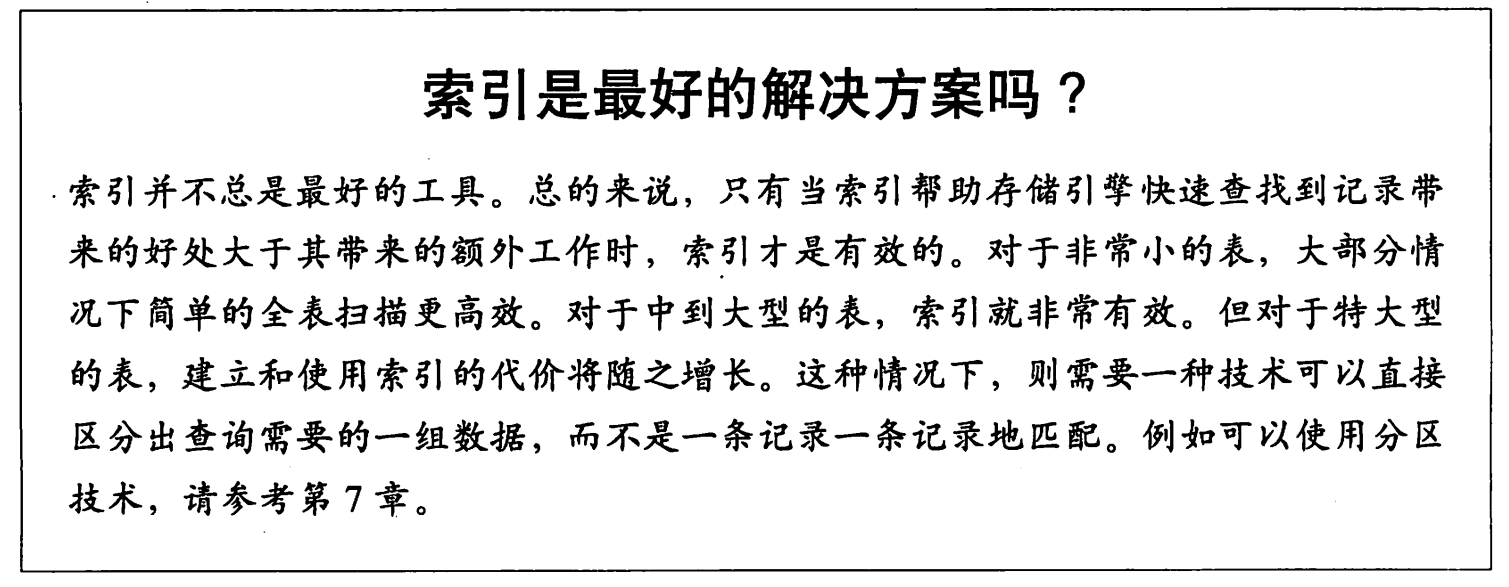 索引是最好的解决方案吗？
索引并不总是最好的工具。总的来说，只有当索引帮助存储引擎快速查找到记录带
来的好处大于其带来的额外工作时，索引才是有效的。对于非常小的表，大部分情
况下简单的全表扫描更高效。对于中到大型的表，索引就非常有效。但对于特大型
的表，建立和使用索引的代价将随之增长。这种情况下，则需要一种技术可以直接
区分出查询需要的一组数据，而不是一条记录一条记录地匹配。例如可以使用分区
技术，请参考第 7 章。